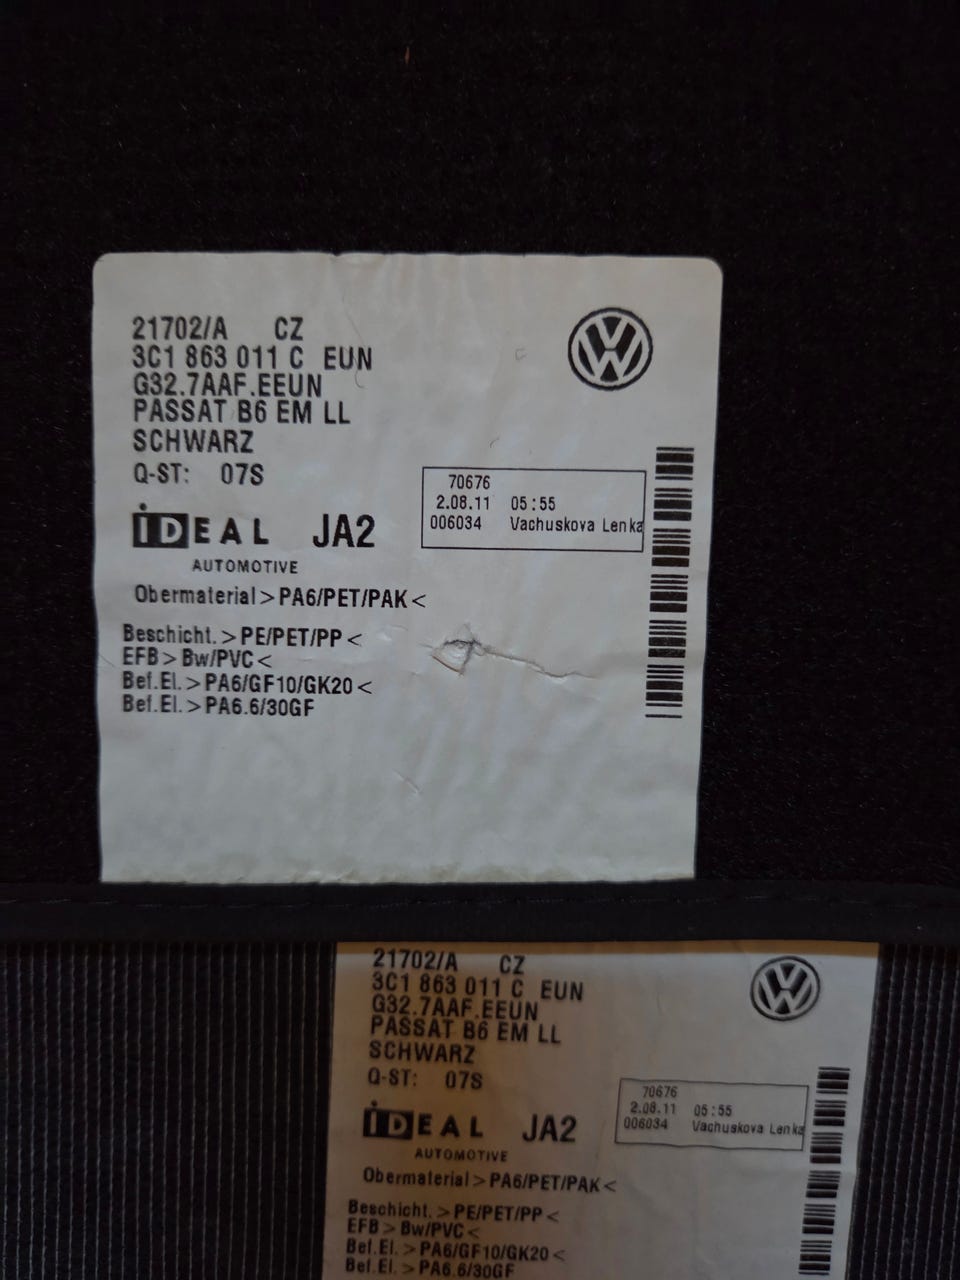 21702/A CZ
3C1 863 011 C EUN
G32.7AAF.EEUN
PASSAT B6 EM LL
SCHWARZ
Q-ST: 07S
70676
2.08.11 05:55
006034 Vachuskova Lenka
iDEAL JA2
AUTOMOTIVE
Obermaterial>PA6/PET/PAK<
Beschicht.>PE/PET/PP<
EFB>Bw/PVC<
Bef.El.>PA6/GF10/GK20<
Bef.El.>PA6.6/30GF
21702/A CZ
3C1 863 011 C EUN
G32.7AAF.EEUN
PASSAT B6 EM LL
SCHWARZ
Q-ST: 07S
70676
2.08.11 05:55
006034 Vachuskova Lenka
iDEAL JA2
AUTOMOTIVE
Obermaterial>PA6/PET/PAK<
Beschicht.>PE/PET/PP<
EFB>Bw/PVC<
Bef.El.>PA6/GF10/GK20<
Bef.El.>PA6.6/30GF